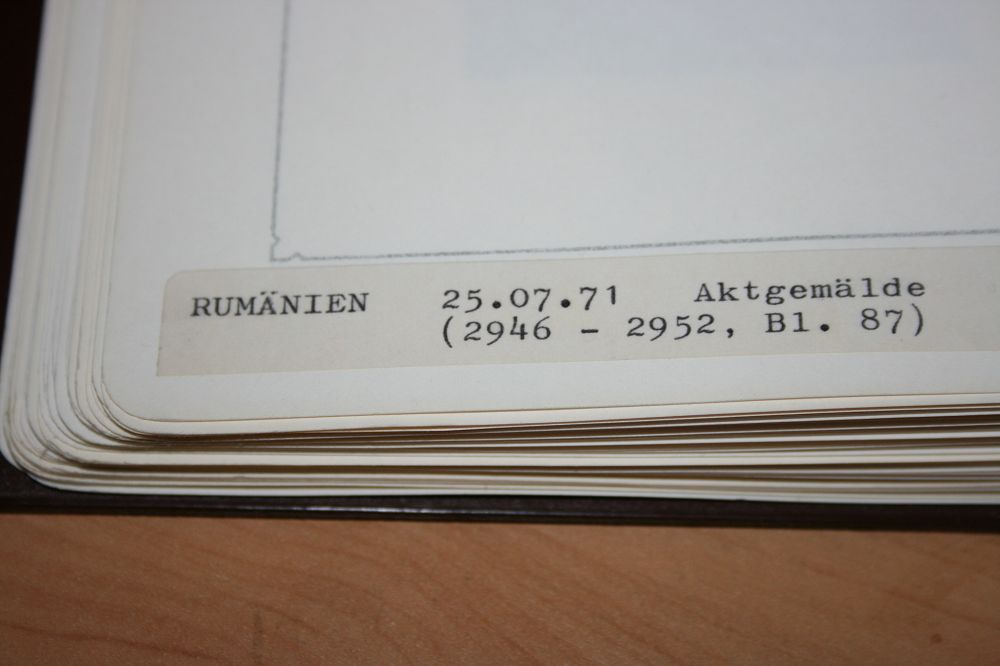 RUMÄNIEN 25.07.71 Aktgemälde
(2946 - 2952, Bl. 87)